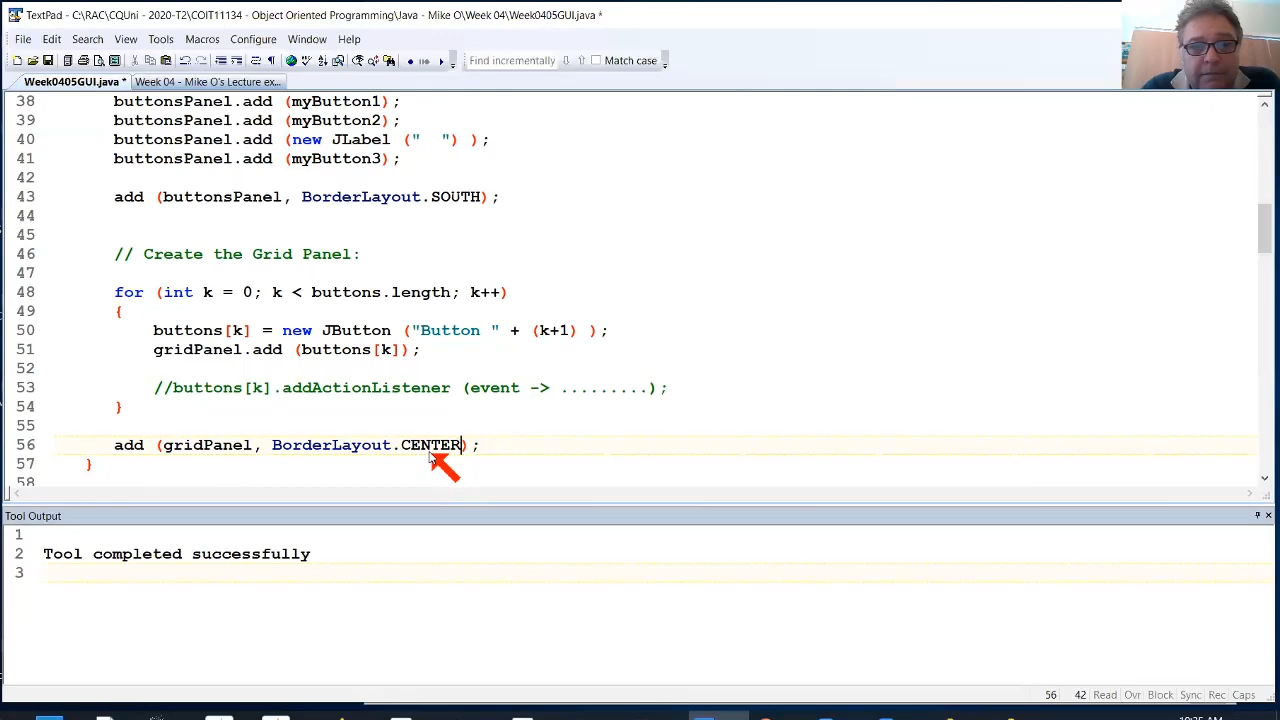 TextPad - C:\RAC\CQUni - 2020-T2\COIT11134 - Object Oriented Programming\Java - Mike O\Week 04\Week0405GUI.java *
File Edit Search View Tools Macros Configure Window Help
Find incrementally Match case
Week0405GUI.java * Week 04 - Mike O's Lecture ex...
38 buttonsPanel.add (myButton1);
39 buttonsPanel.add (myButton2);
40 buttonsPanel.add (new JLabel ("  ") );
41 buttonsPanel.add (myButton3);
42
43 add (buttonsPanel, BorderLayout.SOUTH);
44
45
46 // Create the Grid Panel:
47
48 for (int k = 0; k < buttons.length; k++)
49 {
50 buttons[k] = new JButton ("Button " + (k+1) );
51 gridPanel.add (buttons[k]);
52
53 //buttons[k].addActionListener (event -> .........);
54 }
55
56 add (gridPanel, BorderLayout.CENTER);
57 }
58
Tool Output
1
2 Tool completed successfully
3
56 42 Read Ovr Block Sync Rec Caps